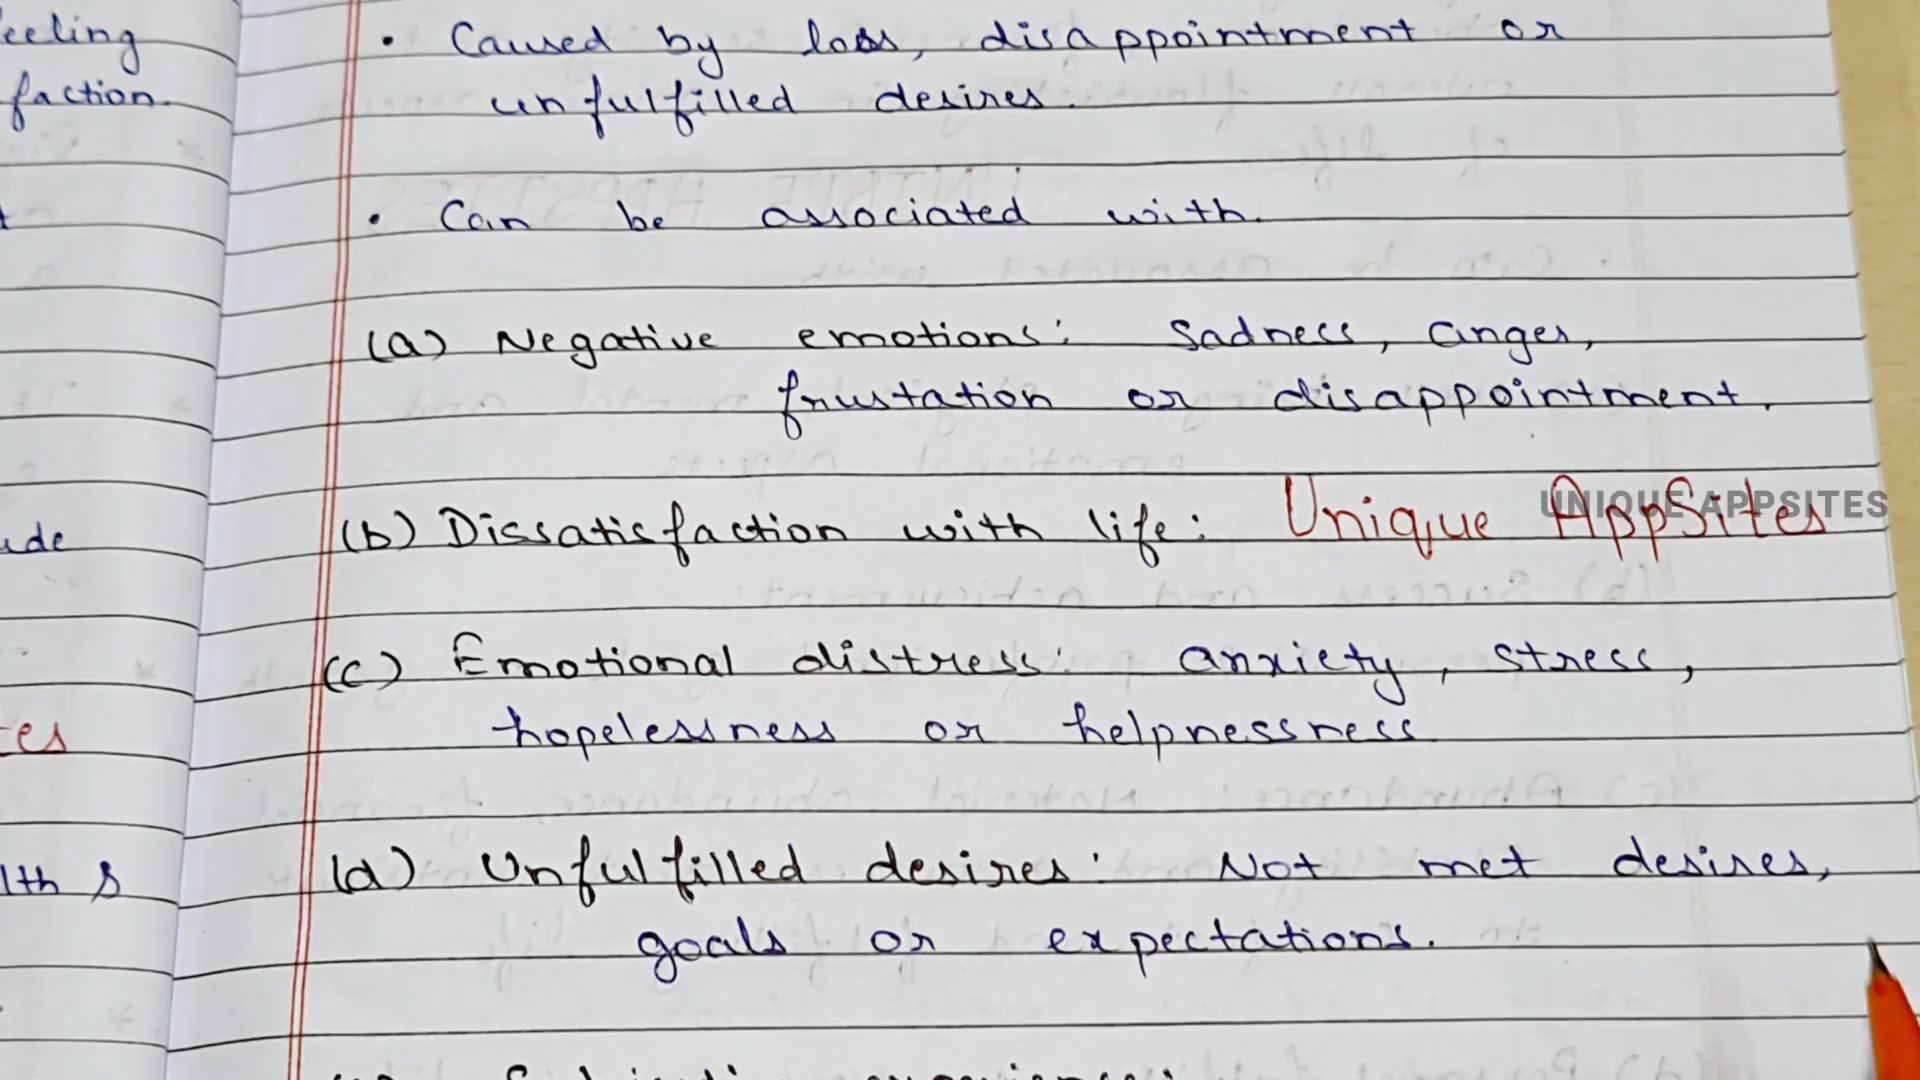 eeling
faction.
ude
es
lth &
• Caused by loss, disappointment or
unfulfilled desires.
• Can be associated with.
(a) Negative emotions: Sadness, anger,
frustation or disappointment.
(b) Dissatisfaction with life: Unique AppSites
UNIQUE APPSITES
(c) Emotional distress: anxiety, stress,
hopelessness or helpnessness
(d) Unfulfilled desires: Not met desires,
goals or expectations.